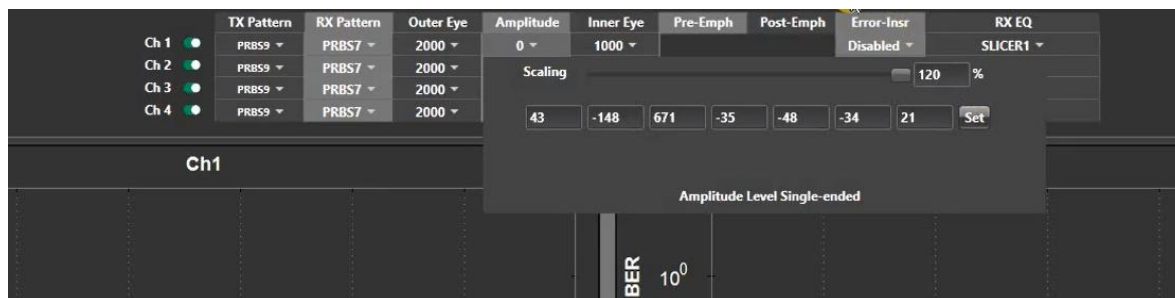 TX Pattern RX Pattern Outer Eye Amplitude Inner Eye Pre-Emph Post-Emph Error-Insr RX EQ
Ch 1 PRBS9 PRBS7 2000 0 1000 Disabled SLICER1
Ch 2 PRBS9 PRBS7 2000
Ch 3 PRBS9 PRBS7 2000
Ch 4 PRBS9 PRBS7 2000
Scaling 120 %
43 -148 671 -35 -48 -34 21 Set
Amplitude Level Single-ended
Ch1
BER
10⁰